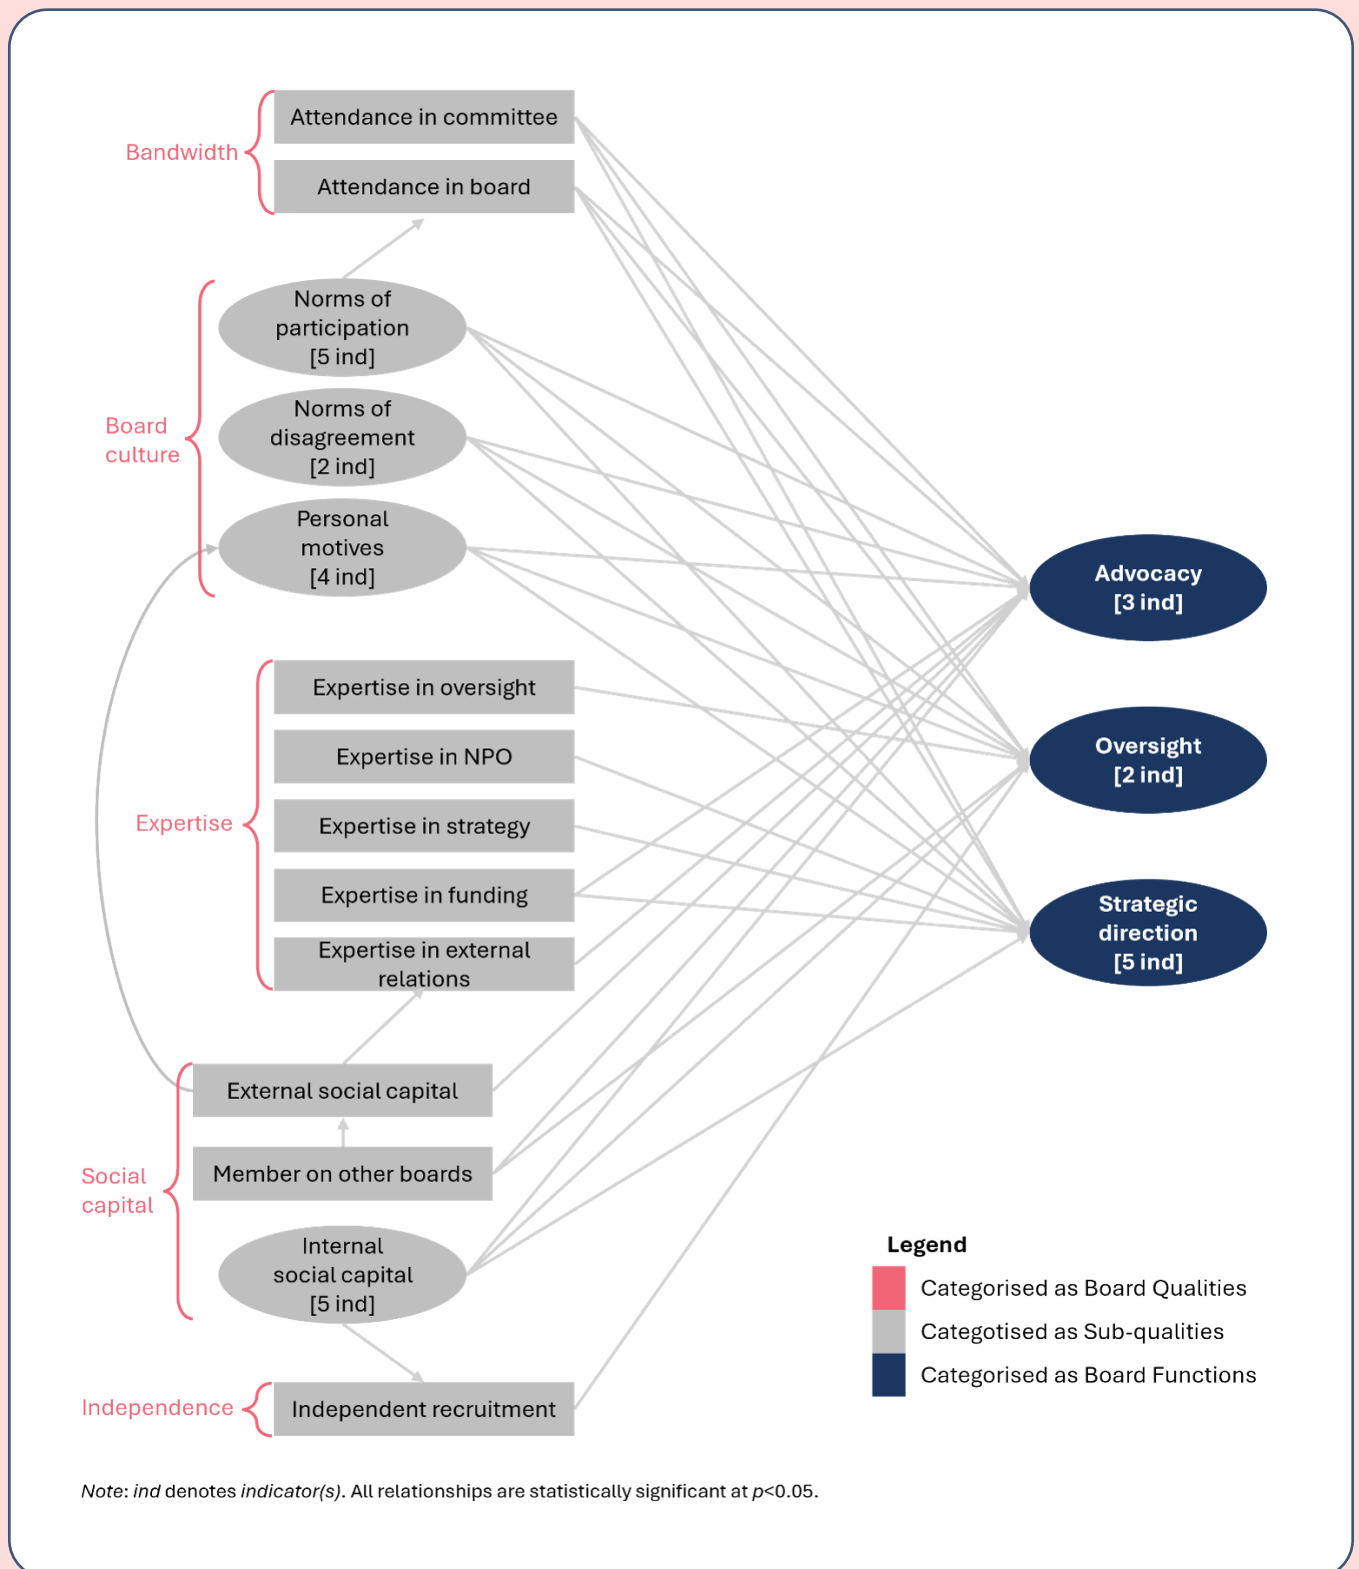 Attendance in committee
Bandwidth
Attendance in board
Norms of
participation
[5 ind]
Board
culture
Norms of
disagreement
[2 ind]
Personal
motives
[4 ind]
Advocacy
[3 ind]
Expertise in oversight
Expertise in NPO
Oversight
[2 ind]
Expertise
Expertise in strategy
Expertise in funding
Expertise in external
relations
Strategic
direction
[5 ind]
External social capital
Social
capital
Member on other boards
Internal
social capital
[5 ind]
Independence
Independent recruitment
Legend
Categorised as Board Qualities
Categotised as Sub-qualities
Categorised as Board Functions
Note: ind denotes indicator(s). All relationships are statistically significant at p<0.05.